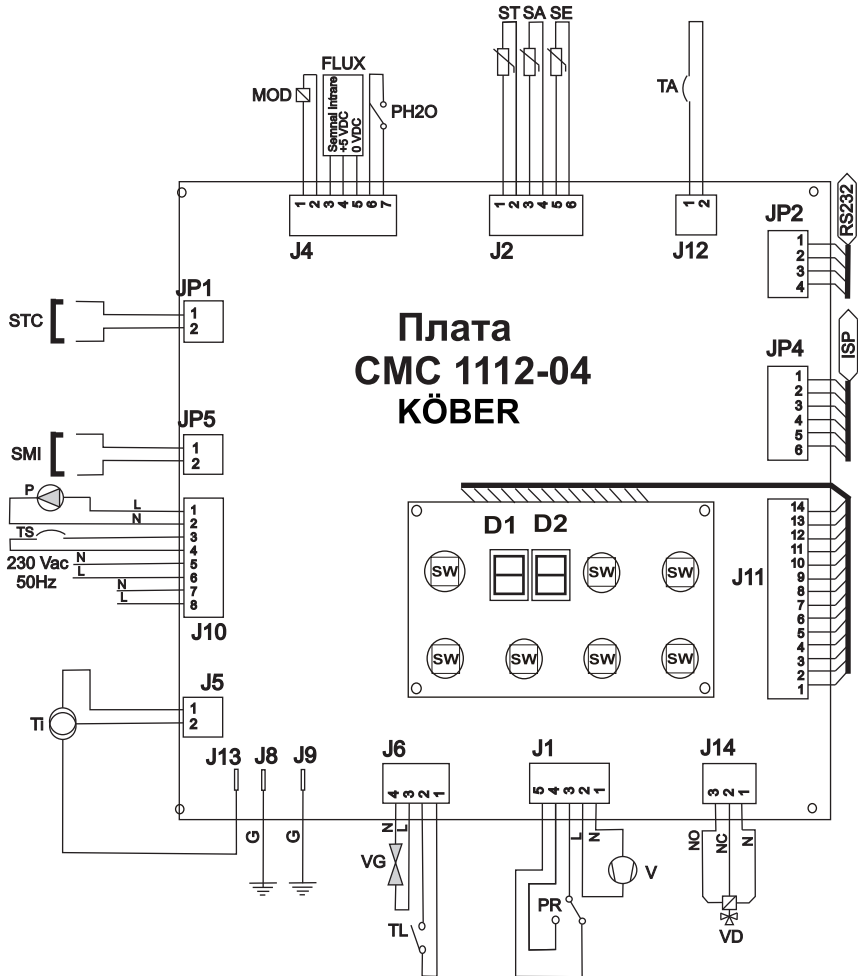 ST SA SE
FLUX
MOD
Semnal Intrare
+5 VDC
0 VDC
PH2O
TA
1 2 3 4 5 6 7
J4
1 2 3 4 5 6
J2
1 2
J12
JP2
RS232
1
2
3
4
JP1
STC
1
2
Плата
СМС 1112-04
KÖBER
JP4
ISP
1
2
3
4
5
6
JP5
SMI
1
2
P
L
N
TS
230 Vac
50Hz
N
L
N
L
1
2
3
4
5
6
7
8
J10
D1 D2
SW SW SW
SW SW SW SW
J11
14
13
12
11
10
9
8
7
6
5
4
3
2
1
J5
Ti
1
2
J13 J8 J9
G
G
J6
4 3 2 1
N
L
VG
TL
J1
5 4 3 2 1
L
N
V
PR
J14
3 2 1
NO
NC
N
VD